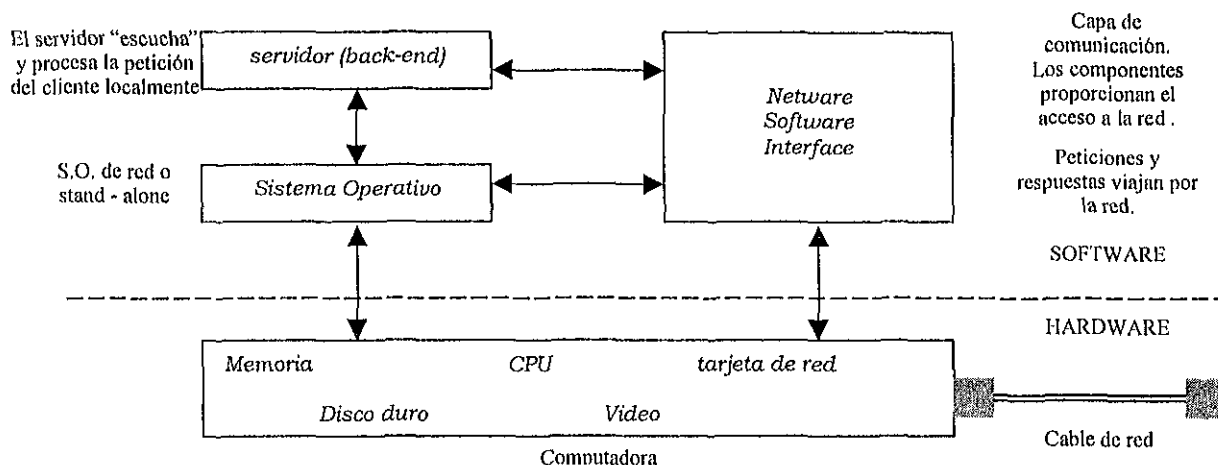 El servidor "escucha"
y procesa la petición
del cliente localmente
servidor (back-end)
S.O. de red o
stand - alone
Sistema Operativo
Netware
Software
Interface
Capa de
comunicación.
Los componentes
proporcionan el
acceso a la red .
Peticiones y
respuestas viajan por
la red.
SOFTWARE
HARDWARE
Memoria CPU tarjeta de red
Disco duro Video
Computadora
Cable de red